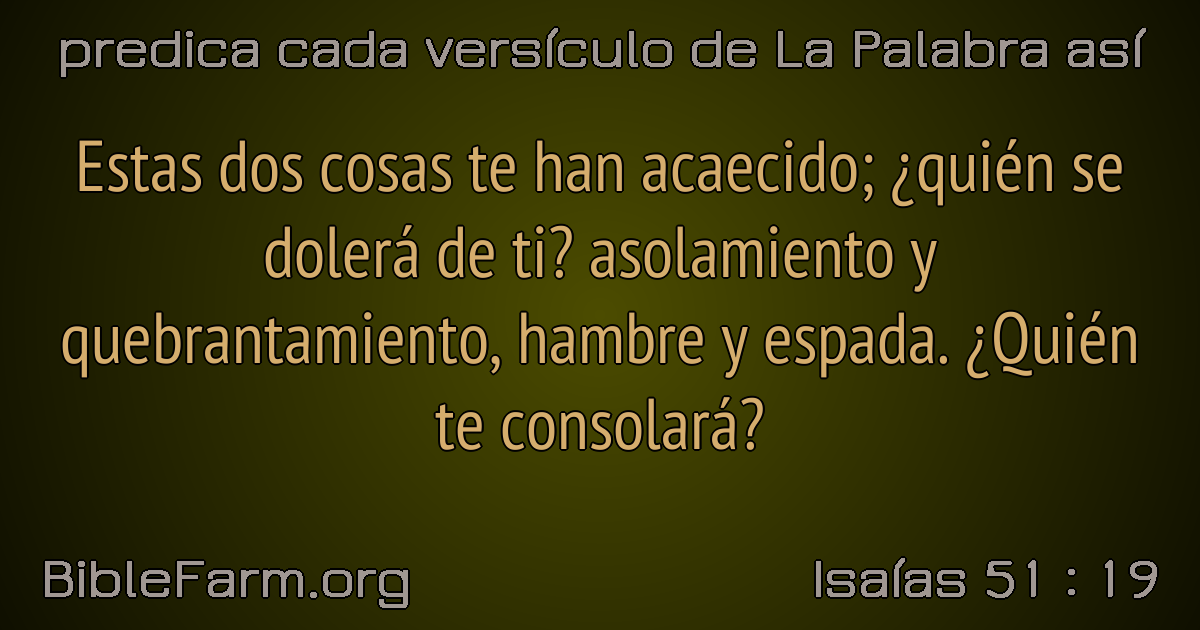 predica cada versículo de La Palabra así
Estas dos cosas te han acaecido; ¿quién se
dolerá de ti? asolamiento y
quebrantamiento, hambre y espada. ¿Quién
te consolará?
BibleFarm.org
Isaías 51 : 19